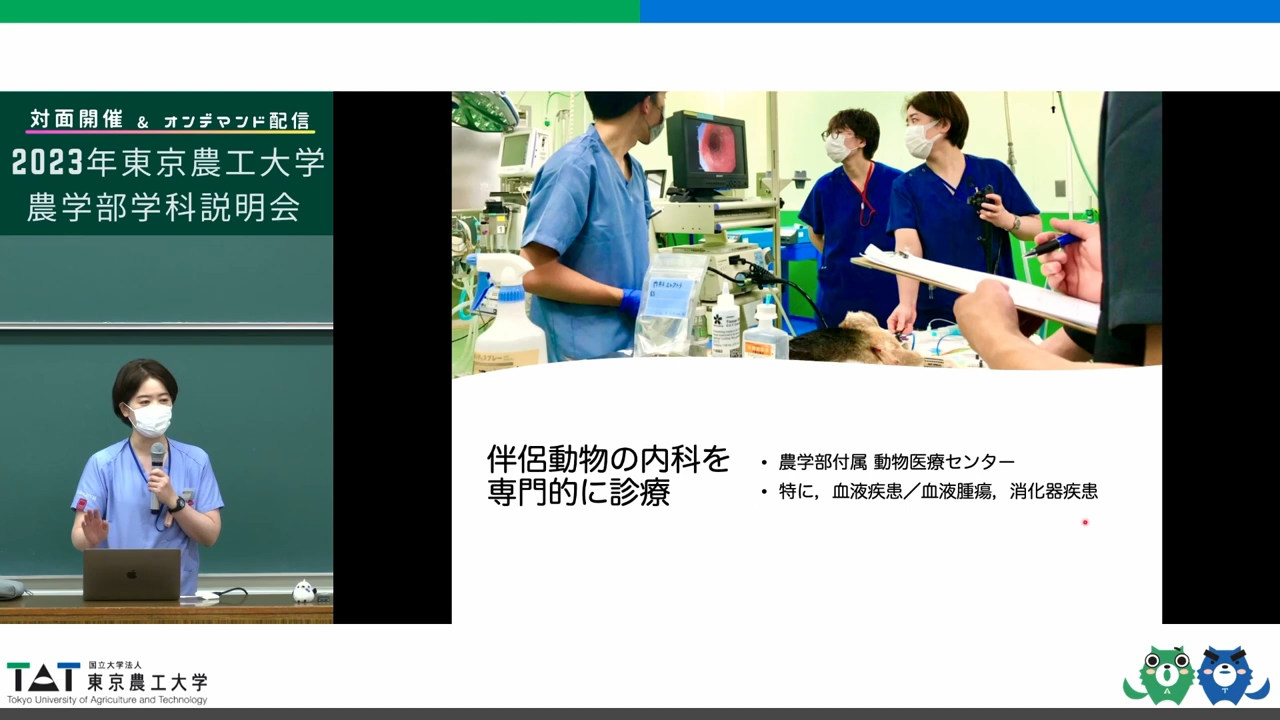 対面開催 & オンデマンド配信
2023年東京農工大学
農学部学科説明会
伴侶動物の内科を
専門的に診療
• 農学部付属 動物医療センター
• 特に，血液疾患／血液腫瘍，消化器疾患
TAT
国立大学法人
東京農工大学
Tokyo University of Agriculture and Technology
A
T